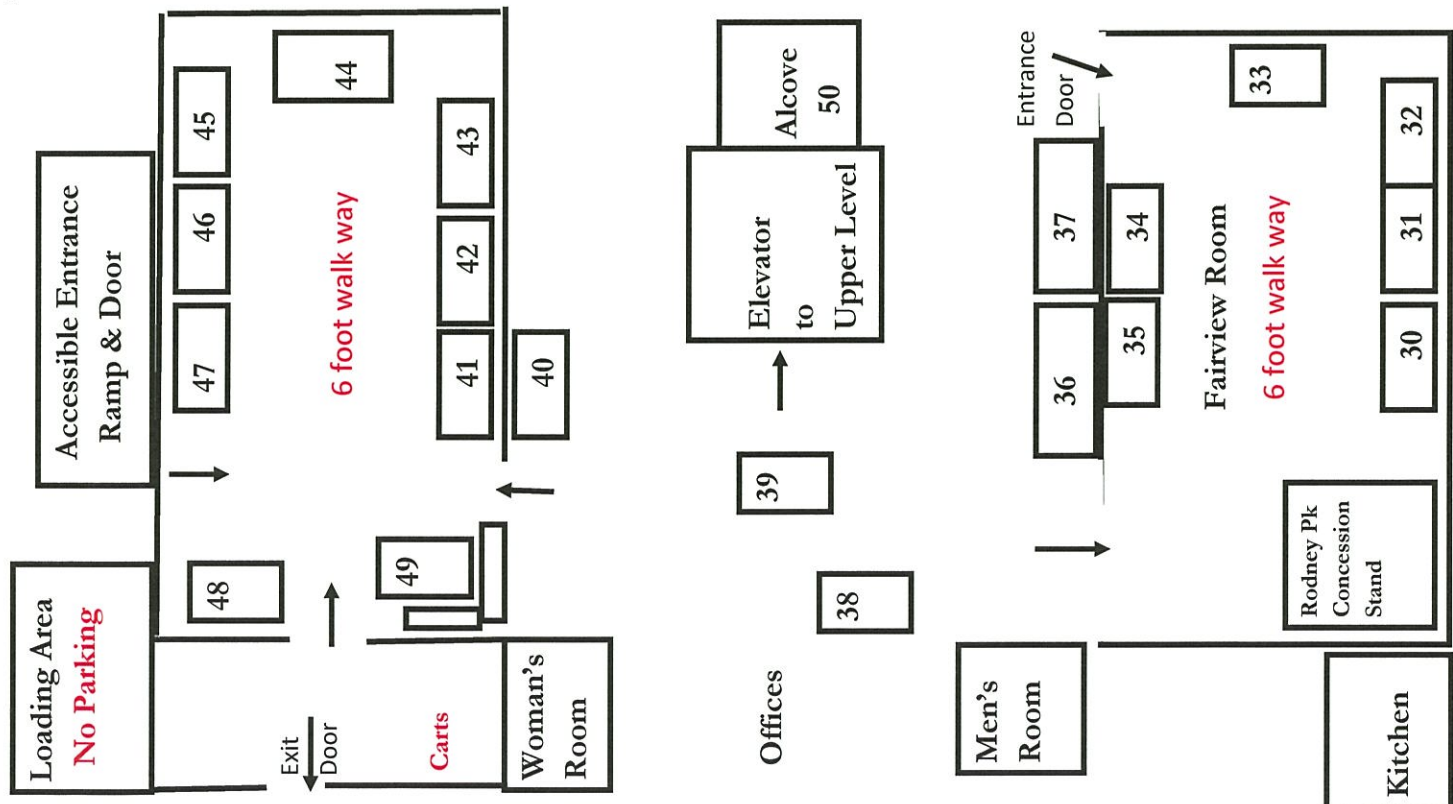 Loading Area
No Parking
Accessible Entrance
Ramp & Door
48
47
46
45
44
Exit
Door
6 foot walk way
Carts
49
41
42
43
Woman's
Room
40
Offices
38
39
Elevator
to
Upper Level
Alcove
50
Men's
Room
36
37
Entrance
Door
35
34
33
Fairview Room
6 foot walk way
Rodney Pk
Concession
Stand
30
31
32
Kitchen